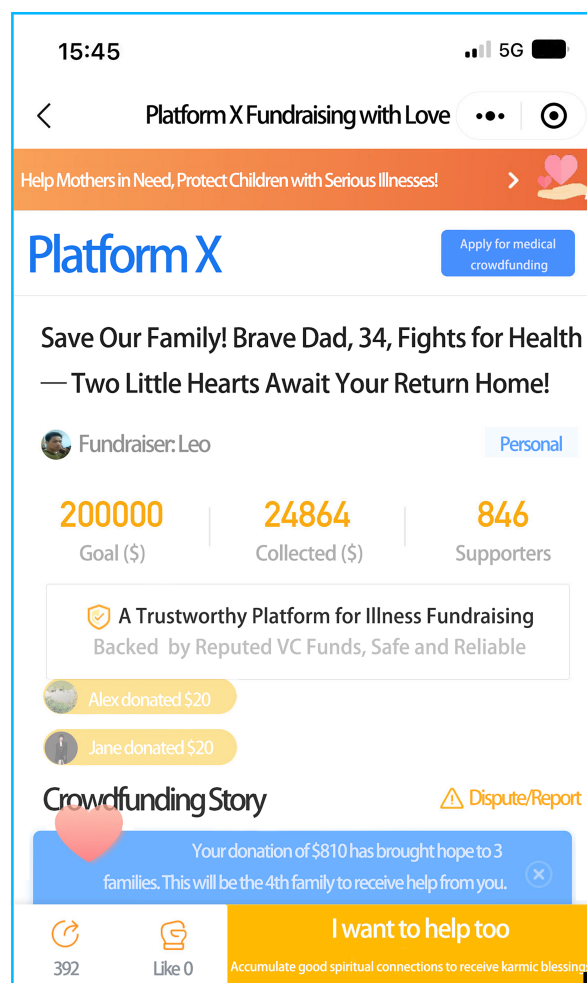 15:45
5G
Platform X Fundraising with Love
Help Mothers in Need, Protect Children with Serious Illnesses!
Platform X
Apply for medical
crowdfunding
Save Our Family! Brave Dad, 34, Fights for Health
— Two Little Hearts Await Your Return Home!
Fundraiser: Leo
Personal
200000
24864
846
Goal ($)
Collected ($)
Supporters
A Trustworthy Platform for Illness Fundraising
Backed by Reputed VC Funds, Safe and Reliable
Alex donated $20
Jane donated $20
Crowdfunding Story
Dispute/Report
Your donation of $810 has brought hope to 3
families. This will be the 4th family to receive help from you.
I want to help too
392
Like 0
Accumulate good spiritual connections to receive karmic blessing